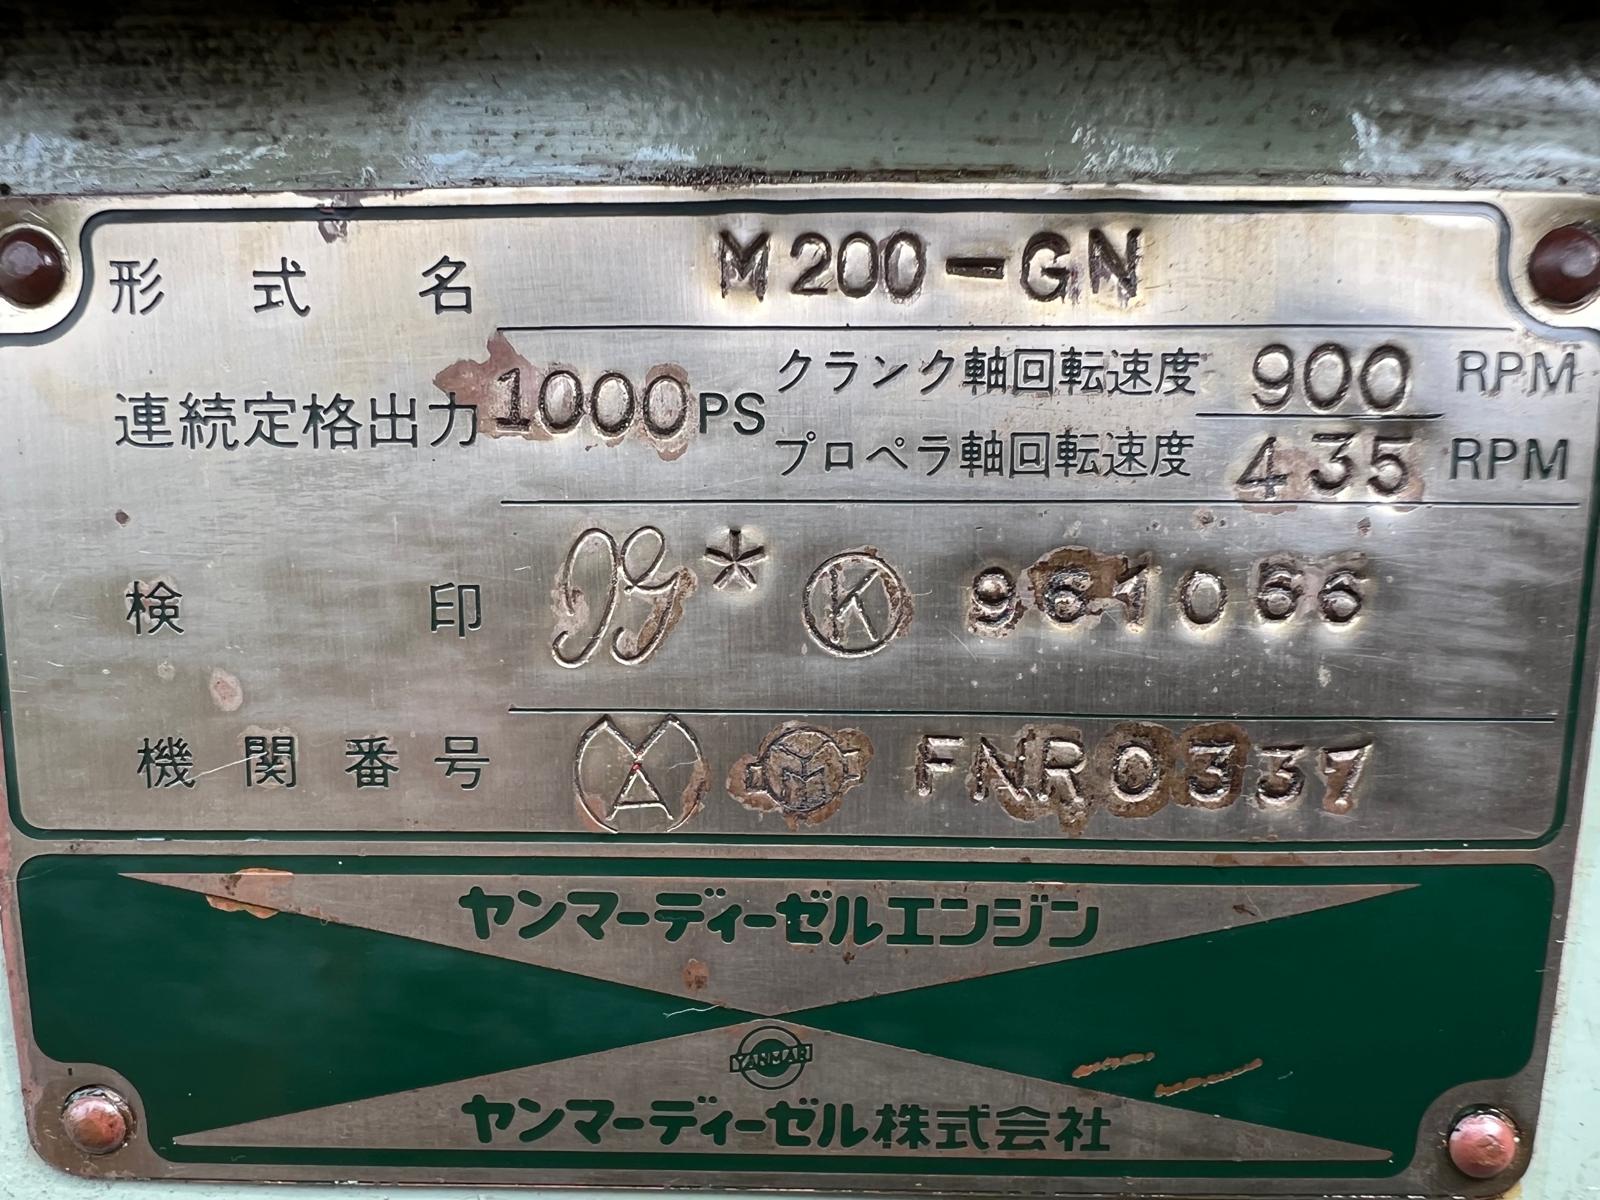 形式名 M200-GN
連続定格出力 1000PS クランク軸回転速度 900 RPM
プロペラ軸回転速度 435 RPM
検印 JG* K 961066
機関番号 FNR0337
ヤンマーディーゼルエンジン
YANMAR
ヤンマーディーゼル株式会社